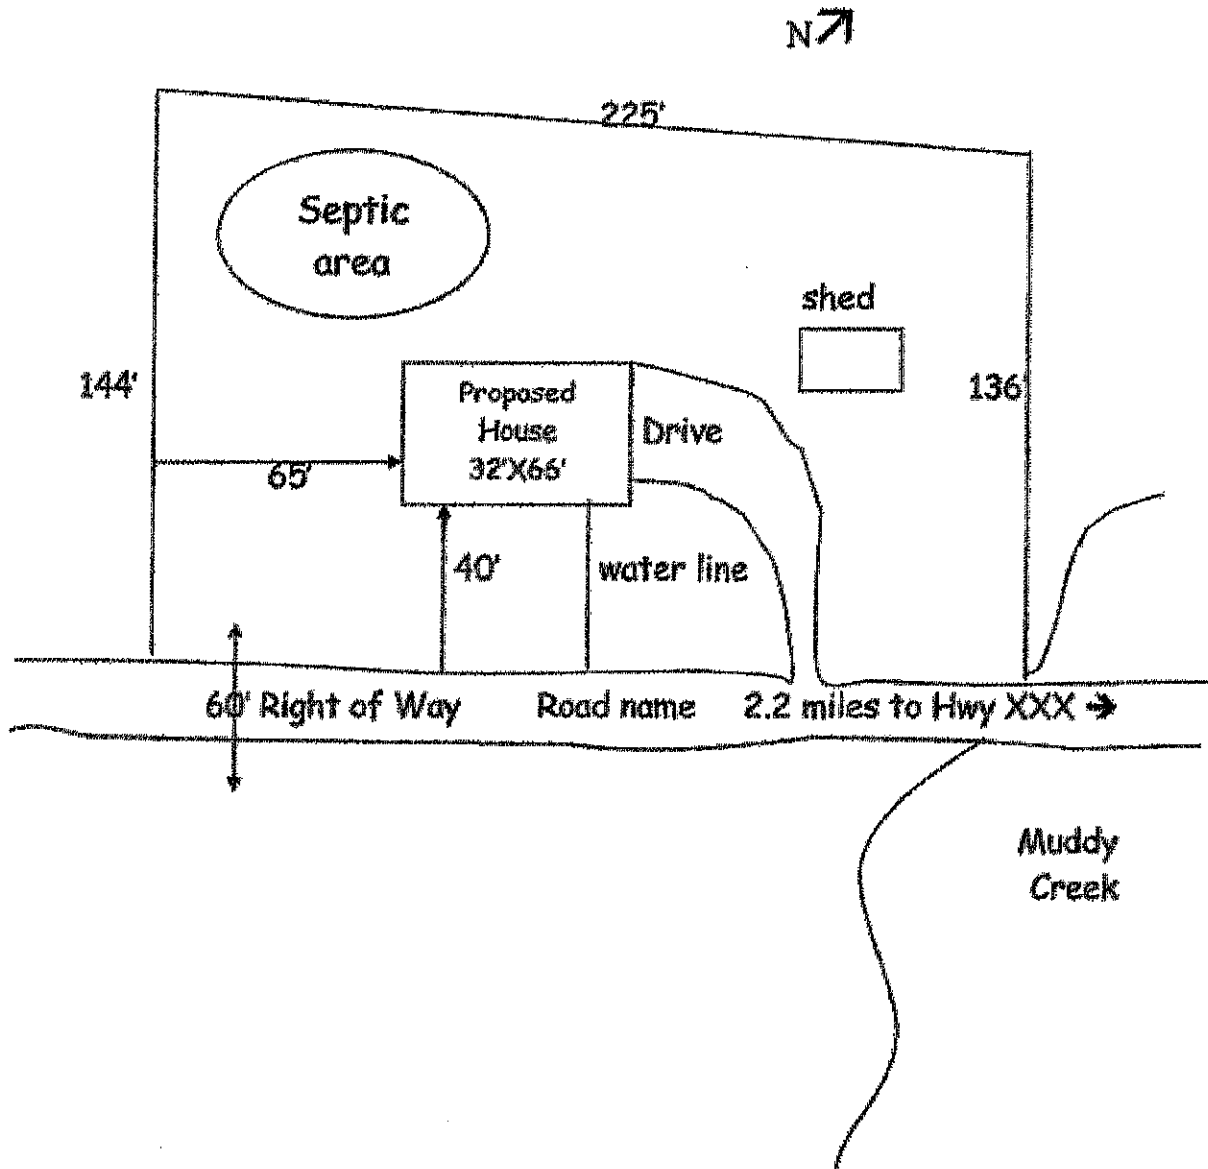 N
225'
Septic
area
shed
144'
136'
Proposed
House
32'X66'
Drive
65'
40'
water line
60' Right of Way
Road name
2.2 miles to Hwy XXX →
Muddy
Creek